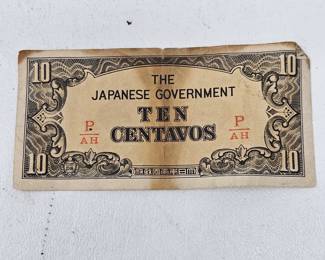 10 10
THE
JAPANESE GOVERNMENT
TEN
P/AH P/AH
CENTAVOS
10 10